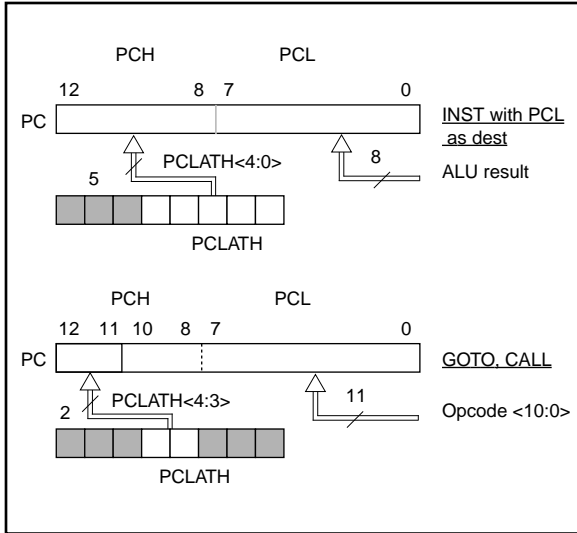 PCH PCL
12 8 7 0
PC
INST with PCL
as dest
PCLATH<4:0>
8
ALU result
5
PCLATH
PCH PCL
12 11 10 8 7 0
PC
GOTO, CALL
PCLATH<4:3>
2
11
Opcode <10:0>
PCLATH